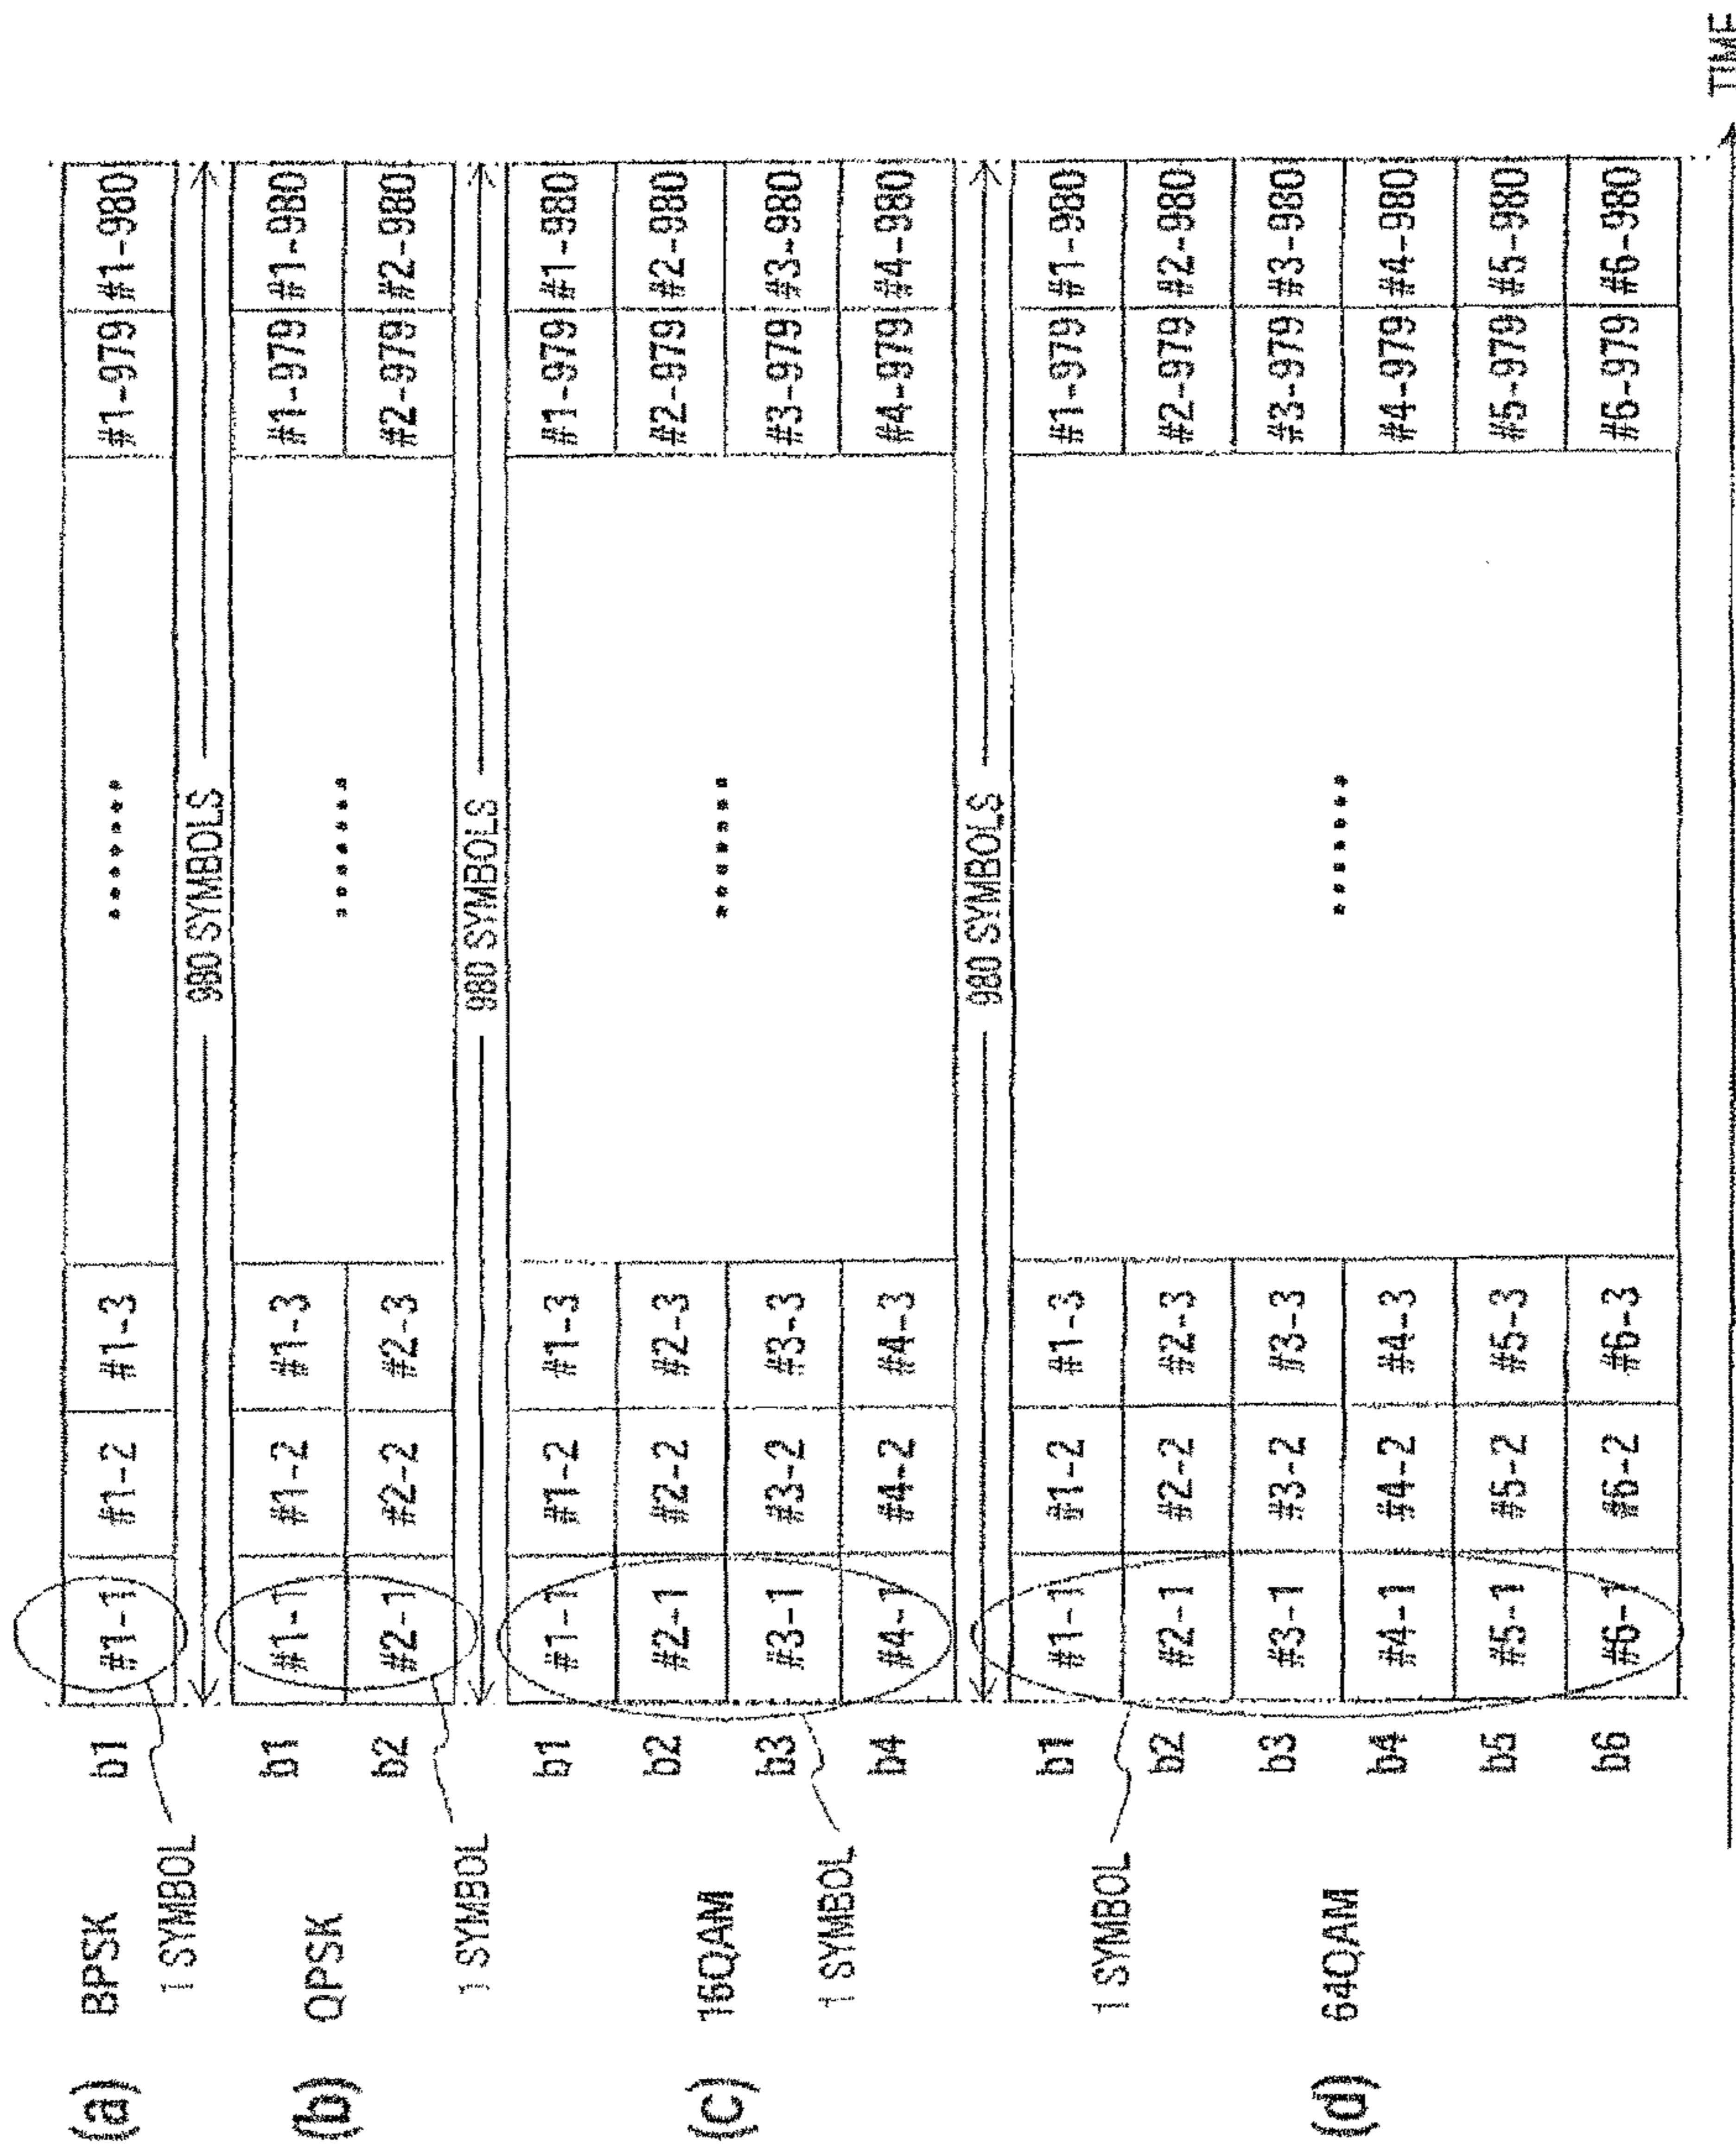 (a) BPSK
b1 #1-1 #1-2 #1-3 ······· #1-979 #1-980
1 SYMBOL
980 SYMBOLS
(b) QPSK
b1 #1-1 #1-2 #1-3 ······· #1-979 #1-980
b2 #2-1 #2-2 #2-3 #2-979 #2-980
1 SYMBOL
980 SYMBOLS
(c) 16QAM
b1 #1-1 #1-2 #1-3 ······· #1-979 #1-980
b2 #2-1 #2-2 #2-3 #2-979 #2-980
b3 #3-1 #3-2 #3-3 #3-979 #3-980
b4 #4-1 #4-2 #4-3 #4-979 #4-980
1 SYMBOL
980 SYMBOLS
(d) 64QAM
1 SYMBOL
b1 #1-1 #1-2 #1-3 ······· #1-979 #1-980
b2 #2-1 #2-2 #2-3 #2-979 #2-980
b3 #3-1 #3-2 #3-3 #3-979 #3-980
b4 #4-1 #4-2 #4-3 #4-979 #4-980
b5 #5-1 #5-2 #5-3 #5-979 #5-980
b6 #6-1 #6-2 #6-3 #6-979 #6-980
TIME